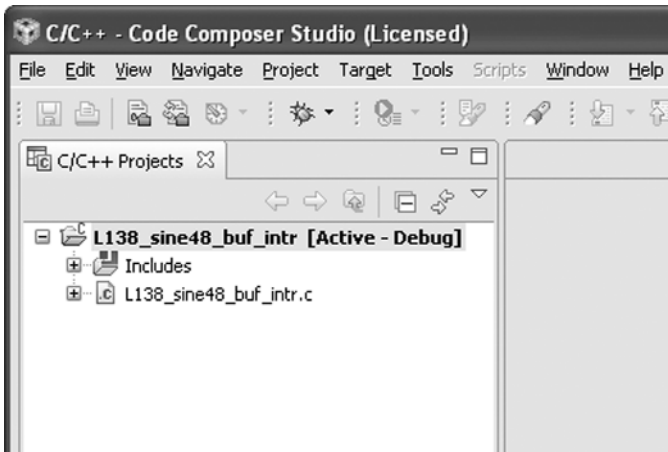 C/C++ - Code Composer Studio (Licensed)
File Edit View Navigate Project Target Tools Scripts Window Help
C/C++ Projects
L138_sine48_buf_intr [Active - Debug]
Includes
.c L138_sine48_buf_intr.c